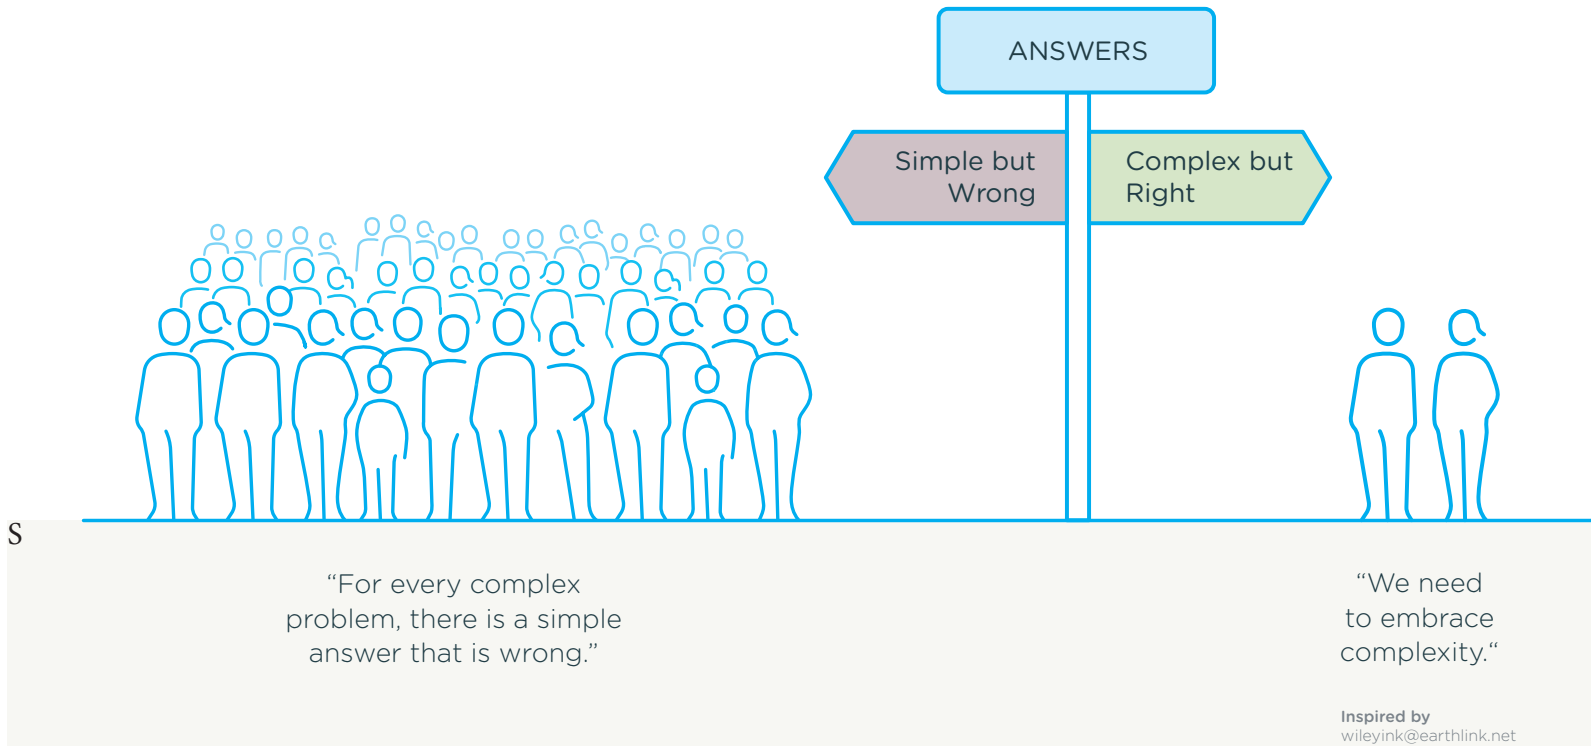 ANSWERS
Simple but
Wrong
Complex but
Right
s
“For every complex
problem, there is a simple
answer that is wrong.”
“We need
to embrace
complexity.“
Inspired by
wileyink@earthlink.net